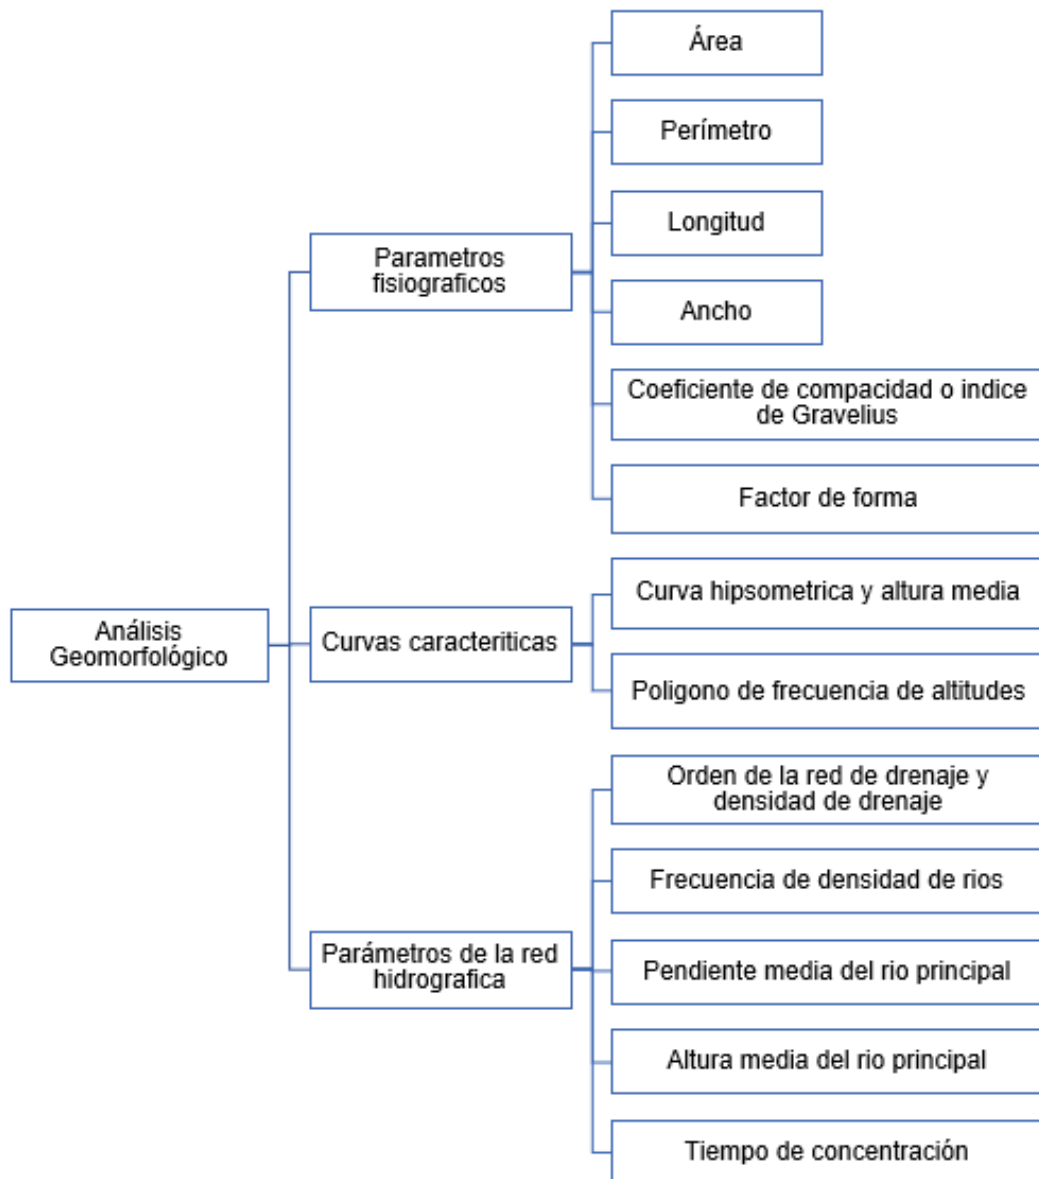 Área
Perímetro
Longitud
Ancho
Coeficiente de compacidad o indice
de Gravelius
Factor de forma
Parametros
fisiograficos
Curva hipsometrica y altura media
Poligono de frecuencia de altitudes
Curvas caracteriticas
Análisis
Geomorfológico
Orden de la red de drenaje y
densidad de drenaje
Frecuencia de densidad de rios
Pendiente media del rio principal
Altura media del rio principal
Tiempo de concentración
Parámetros de la red
hidrografica